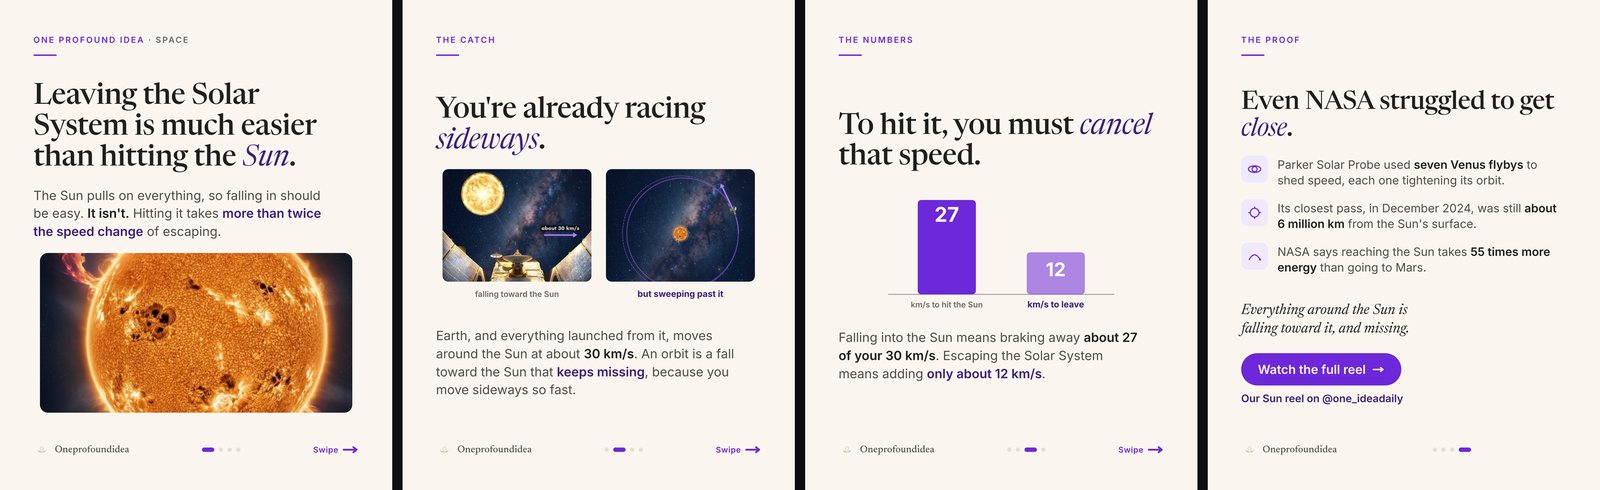 ONE PROFOUND IDEA · SPACE
Leaving the Solar
System is much easier
than hitting the Sun.
The Sun pulls on everything, so falling in should
be easy. It isn't. Hitting it takes more than twice
the speed change of escaping.
Oneprofoundidea
Swipe →
THE CATCH
You're already racing
sideways.
about 30 km/s
falling toward the Sun
but sweeping past it
Earth, and everything launched from it, moves
around the Sun at about 30 km/s. An orbit is a fall
toward the Sun that keeps missing, because you
move sideways so fast.
Oneprofoundidea
Swipe →
THE NUMBERS
To hit it, you must cancel
that speed.
27
12
km/s to hit the Sun
km/s to leave
Falling into the Sun means braking away about 27
of your 30 km/s. Escaping the Solar System
means adding only about 12 km/s.
Oneprofoundidea
Swipe →
THE PROOF
Even NASA struggled to get
close.
Parker Solar Probe used seven Venus flybys to
shed speed, each one tightening its orbit.
Its closest pass, in December 2024, was still about
6 million km from the Sun's surface.
NASA says reaching the Sun takes 55 times more
energy than going to Mars.
Everything around the Sun is
falling toward it, and missing.
Watch the full reel →
Our Sun reel on @one_ideadaily
Oneprofoundidea